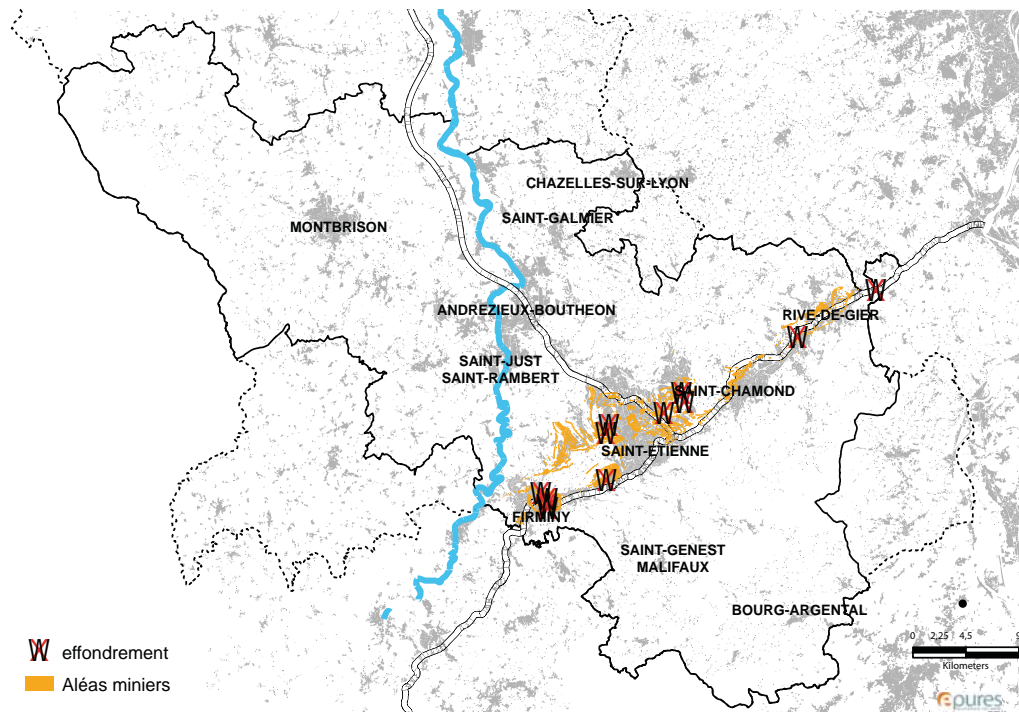 CHAZELLES-SUR-LYON
SAINT-GALMIER
MONTBRISON
ANDREZIEUX-BOUTHEON
RIVE-DE-GIER
SAINT-JUST
SAINT-RAMBERT
SAINT-CHAMOND
SAINT-ETIENNE
FIRMINY
SAINT-GENEST
MALIFAUX
BOURG-ARGENTAL
effondrement
Aléas miniers
0 2,25 4,5 9
Kilometers
epures